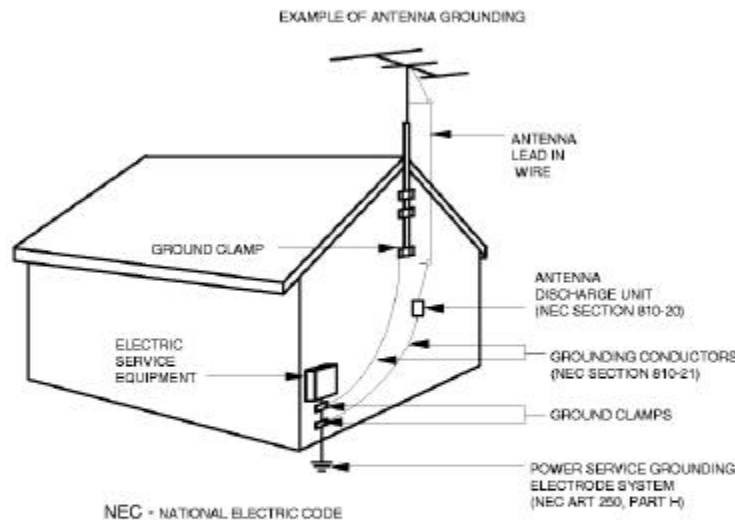 EXAMPLE OF ANTENNA GROUNDING
ANTENNA
LEAD IN
WIRE
GROUND CLAMP
ANTENNA
DISCHARGE UNIT
(NEC SECTION 810-20)
ELECTRIC
SERVICE
EQUIPMENT
GROUNDING CONDUCTORS
(NEC SECTION 810-21)
GROUND CLAMPS
POWER SERVICE GROUNDING
ELECTRODE SYSTEM
(NEC ART 250, PART H)
NEC - NATIONAL ELECTRIC CODE